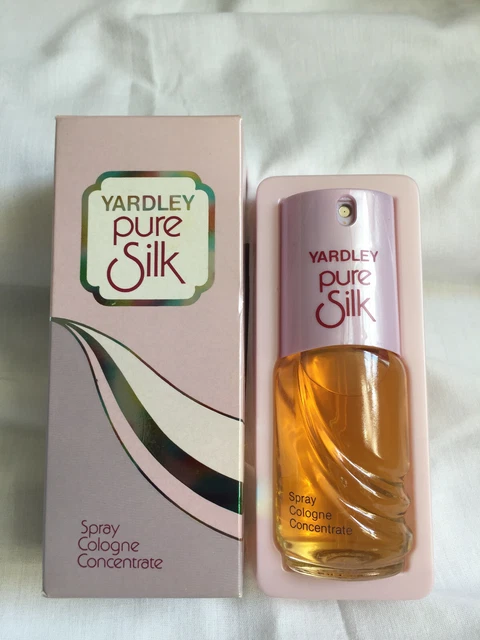 YARDLEY
pure
Silk
Spray
Cologne
Concentrate
YARDLEY
pure
Silk
Spray
Cologne
Concentrate